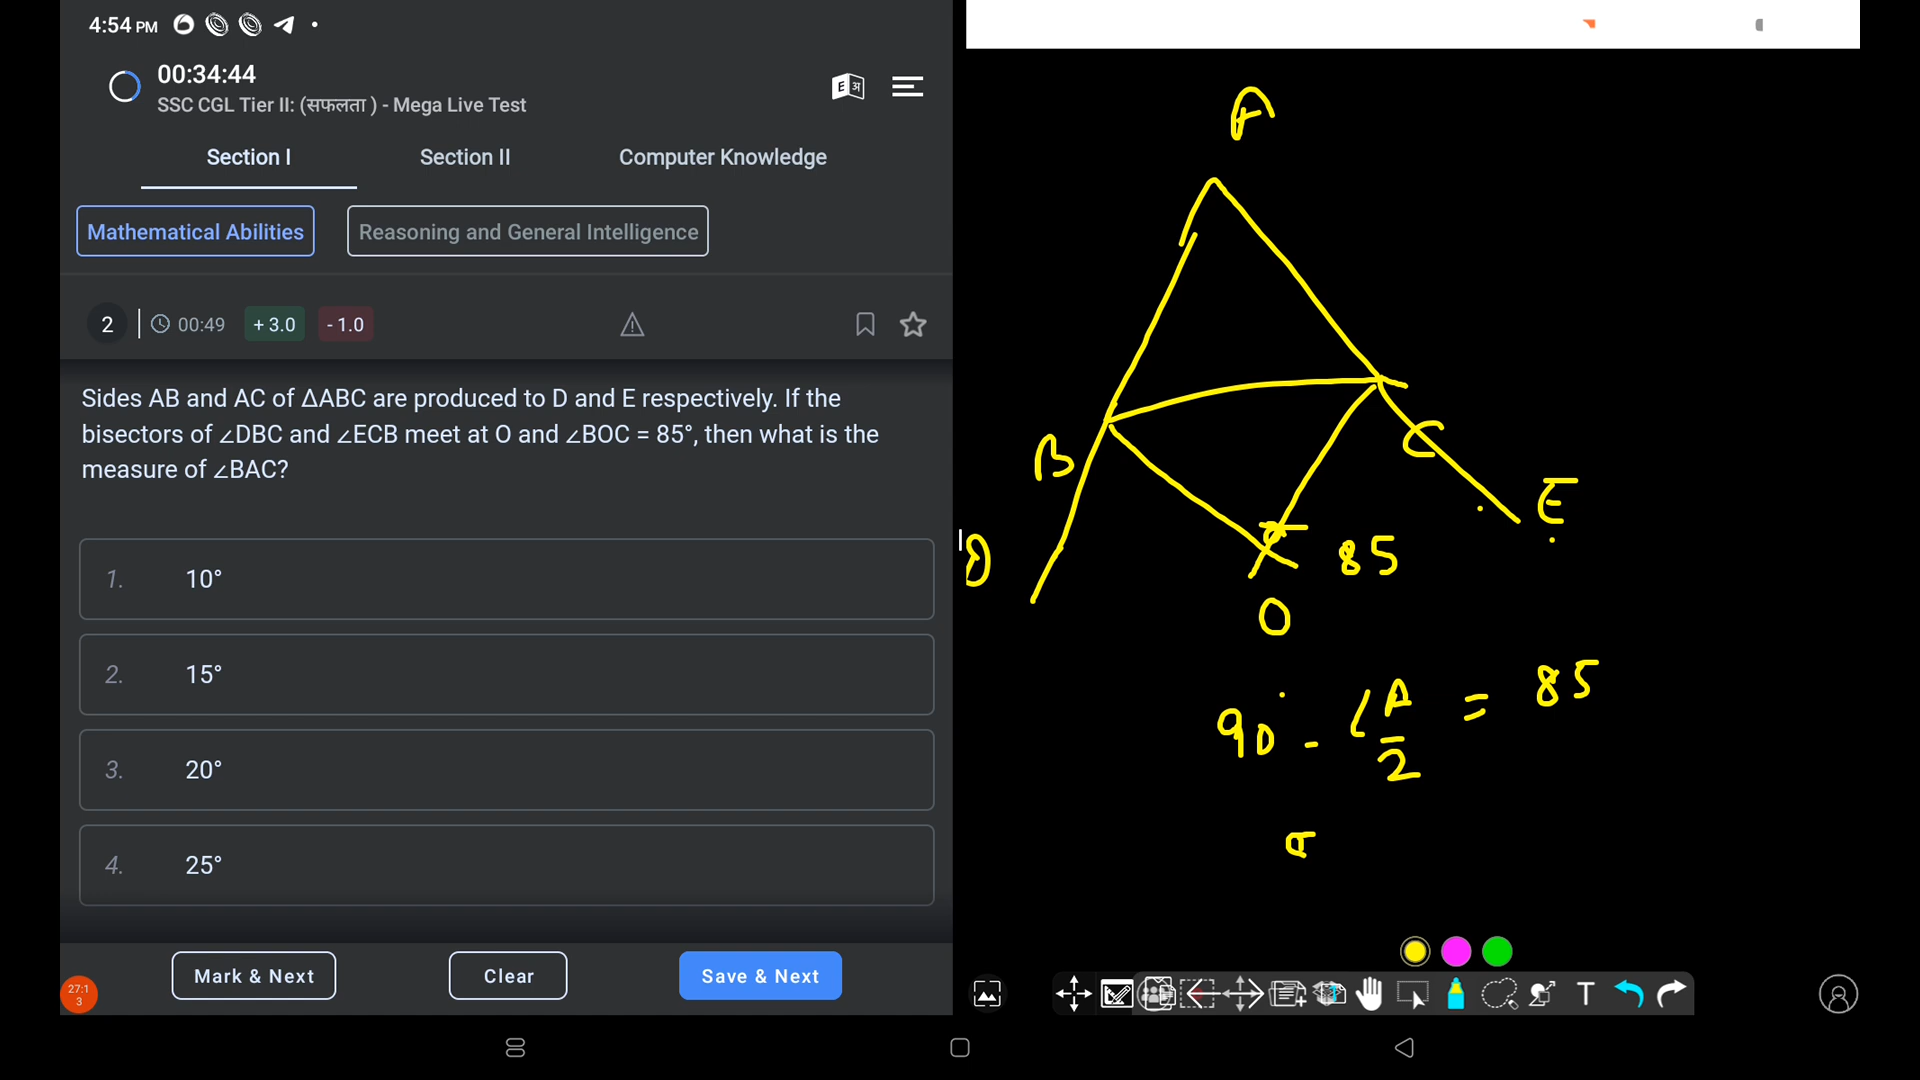 4:54 PM
00:34:44
SSC CGL Tier II: (सफलता ) - Mega Live Test
E अ
Section I
Section II
Computer Knowledge
Mathematical Abilities
Reasoning and General Intelligence
2
00:49
+ 3.0
- 1.0
Sides AB and AC of ΔABC are produced to D and E respectively. If the
bisectors of ∠DBC and ∠ECB meet at O and ∠BOC = 85°, then what is the
measure of ∠BAC?
1. 10°
2. 15°
3. 20°
4. 25°
Mark & Next
Clear
Save & Next
27:1
3
A
B
C
D
E
85
O
90 - ∠A/2 = 85
T